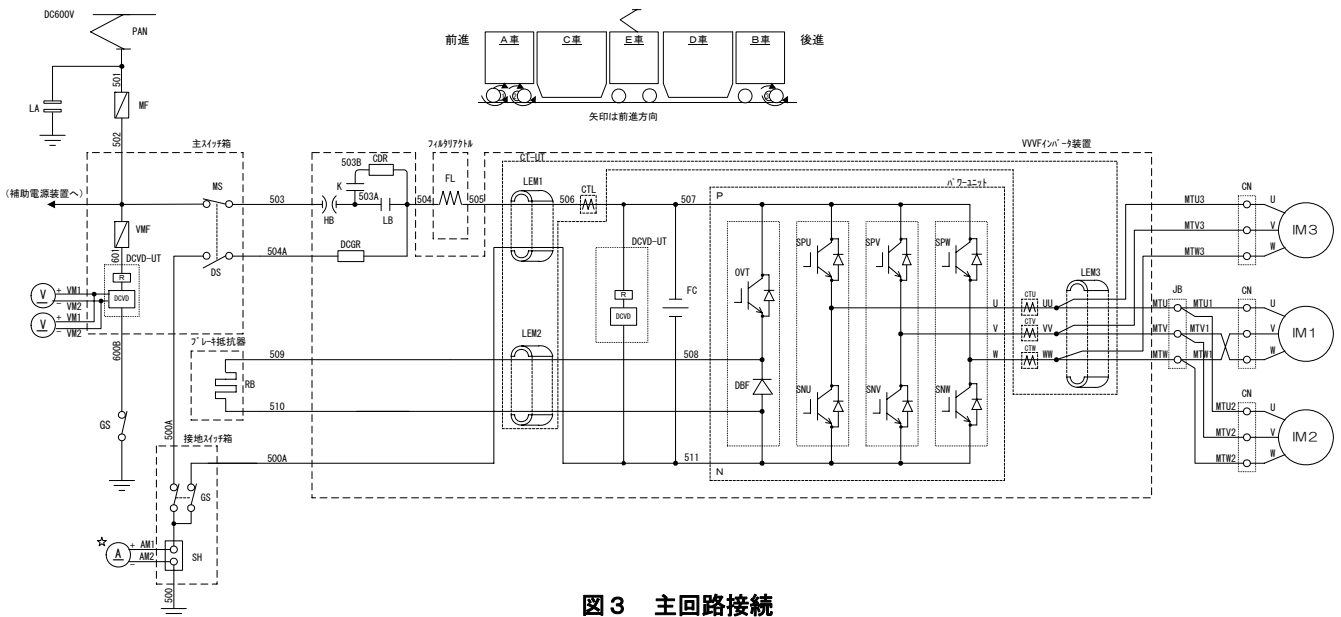 DC600V
PAN
501
LA
MF
502
前進
A車
C車
E車
D車
B車
後進
矢印は前進方向
主スイッチ箱
(補助電源装置へ)
MS
503
VMF
601
DCVD-UT
R
DCVD
DS
504A
V
+ VM1
- VM2
V
+ VM1
- VM2
600B
GS
503B
CDR
K
503A
HB
LB
504
DCGR
フィルタリアクトル
FL
505
CT-UT
LEM1
506
CTL
507
VVVFインバータ装置
パワーユニット
P
DCVD-UT
R
DCVD
FC
OVT
SPU
SPV
SPW
ブレーキ抵抗器
RB
509
510
LEM2
508
DBF
SNU
SNV
SNW
511
N
U
V
W
CTU
CTV
CTW
UU
VV
WW
LEM3
MTU3
MTV3
MTW3
CN
U
V
W
IM3
JB
MTU
MTV
MTW
MTU1
MTV1
MTW1
CN
U
V
W
IM1
MTU2
MTV2
MTW2
CN
U
V
W
IM2
500A
接地スイッチ箱
500A
GS
☆
A
+ AM1
- AM2
SH
500
図3 主回路接続